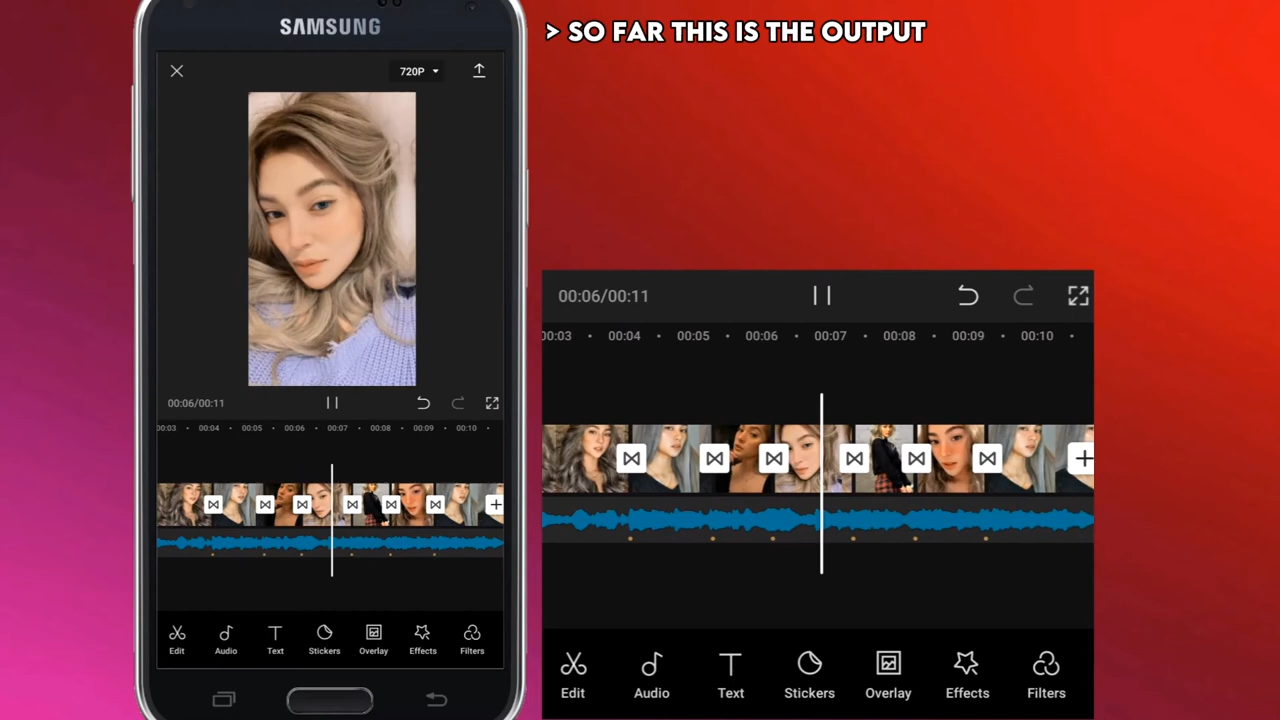 > SO FAR THIS IS THE OUTPUT
SAMSUNG
720P
00:06/00:11
00:03 00:04 00:05 00:06 00:07 00:08 00:09 00:10
Edit Audio Text Stickers Overlay Effects Filters
00:06/00:11
00:03 00:04 00:05 00:06 00:07 00:08 00:09 00:10
Edit Audio Text Stickers Overlay Effects Filters